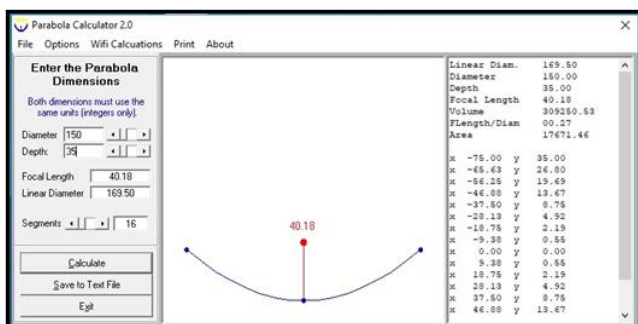 Parabola Calculator 2.0
File Options Wifi Calcuations Print About
Enter the Parabola
Dimensions
Both dimensions must use the
same units (integers only).
Diameter 150
Depth: 35
Focal Length 40.18
Linear Diameter 169.50
Segments 16
Calculate
Save to Text File
Exit
40.18
Linear Diam. 169.50
Diameter 150.00
Depth 35.00
Focal Length 40.18
Volume 309250.53
FLength/Diam 00.27
Area 17671.46
x -75.00 y 35.00
x -65.63 y 26.80
x -56.25 y 19.69
x -46.88 y 13.67
x -37.50 y 8.75
x -28.13 y 4.92
x -18.75 y 2.19
x -9.38 y 0.55
x 0.00 y 0.00
x 9.38 y 0.55
x 18.75 y 2.19
x 28.13 y 4.92
x 37.50 y 8.75
x 46.88 y 13.67